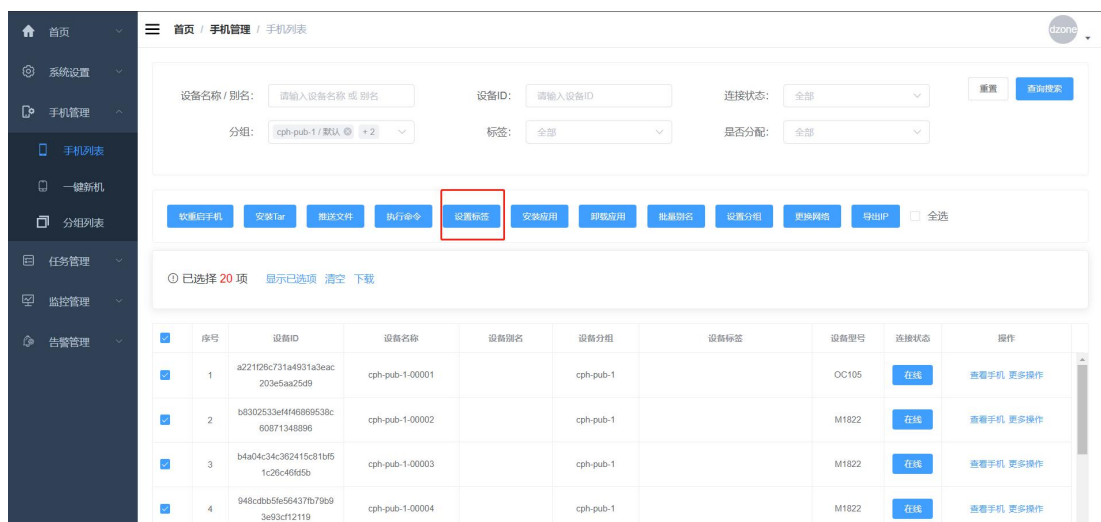 首页
系统设置
手机管理
手机列表
一键新机
分组列表
任务管理
监控管理
告警管理
首页 / 手机管理 / 手机列表
dzone
设备名称 / 别名: 请输入设备名称 或 别名 设备ID: 请输入设备ID 连接状态: 全部 重置 查询搜索
分组: cph-pub-1 / 默认 + 2 标签: 全部 是否分配: 全部
软重启手机 安装Tar 推送文件 执行命令 设置标签 安装应用 卸载应用 批量别名 设置分组 更换网络 导出IP 全选
已选择 20 项 显示已选项 清空 下载
序号 设备ID 设备名称 设备别名 设备分组 设备标签 设备型号 连接状态 操作
1 a221f26c731a4931a3eac203e5aa25d9 cph-pub-1-00001 cph-pub-1 OC105 在线 查看手机 更多操作
2 b8302533ef4f46869538c60871348896 cph-pub-1-00002 cph-pub-1 M1822 在线 查看手机 更多操作
3 b4a04c34c362415c81bf51c26c46fd5b cph-pub-1-00003 cph-pub-1 M1822 在线 查看手机 更多操作
4 948cdbb5fe56437fb79b93e93cf12119 cph-pub-1-00004 cph-pub-1 M1822 在线 查看手机 更多操作